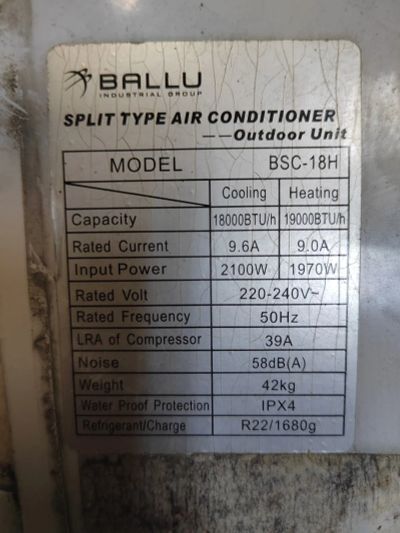 BALLU
INDUSTRIAL GROUP
SPLIT TYPE AIR CONDITIONER
——Outdoor Unit
MODEL BSC-18H
Cooling Heating
Capacity 18000BTU/h 19000BTU/h
Rated Current 9.6A 9.0A
Input Power 2100W 1970W
Rated Volt 220-240V~
Rated Frequency 50Hz
LRA of Compressor 39A
Noise 58dB(A)
Weight 42kg
Water Proof Protection IPX4
Refrigerant/Charge R22/1680g